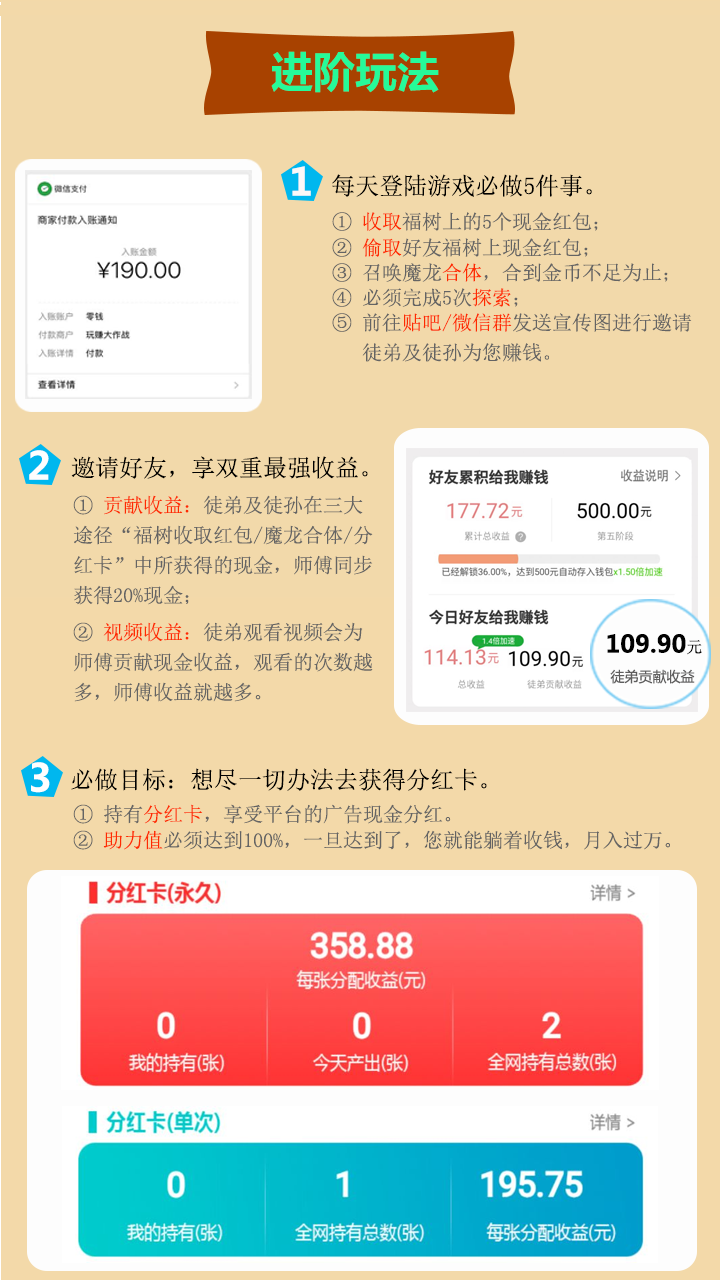 进阶玩法
微信支付
商家付款入账通知
入账金额
¥190.00
入账账户 零钱
付款商户 玩赚大作战
入账详情 付款
查看详情 >
1 每天登陆游戏必做5件事。
① 收取福树上的5个现金红包;
② 偷取好友福树上现金红包;
③ 召唤魔龙合体，合到金币不足为止;
④ 必须完成5次探索;
⑤ 前往贴吧/微信群发送宣传图进行邀请
徒弟及徒孙为您赚钱。
2 邀请好友，享双重最强收益。
① 贡献收益：徒弟及徒孙在三大
途径“福树收取红包/魔龙合体/分
红卡”中所获得的现金，师傅同步
获得20%现金;
② 视频收益：徒弟观看视频会为
师傅贡献现金收益，观看的次数越
多，师傅收益就越多。
好友累积给我赚钱 收益说明 >
177.72元 500.00元
累计总收益 ? 第五阶段
已经解锁36.00%，达到500元自动存入钱包x1.50倍加速
今日好友给我赚钱
1.4倍加速
114.13元 109.90元
总收益 徒弟贡献收益
109.90元
徒弟贡献收益
3 必做目标：想尽一切办法去获得分红卡。
① 持有分红卡，享受平台的广告现金分红。
② 助力值必须达到100%，一旦达到了，您就能躺着收钱，月入过万。
分红卡(永久) 详情 >
358.88
每张分配收益(元)
0 0 2
我的持有(张) 今天产出(张) 全网持有总数(张)
分红卡(单次) 详情 >
0 1 195.75
我的持有(张) 全网持有总数(张) 每张分配收益(元)